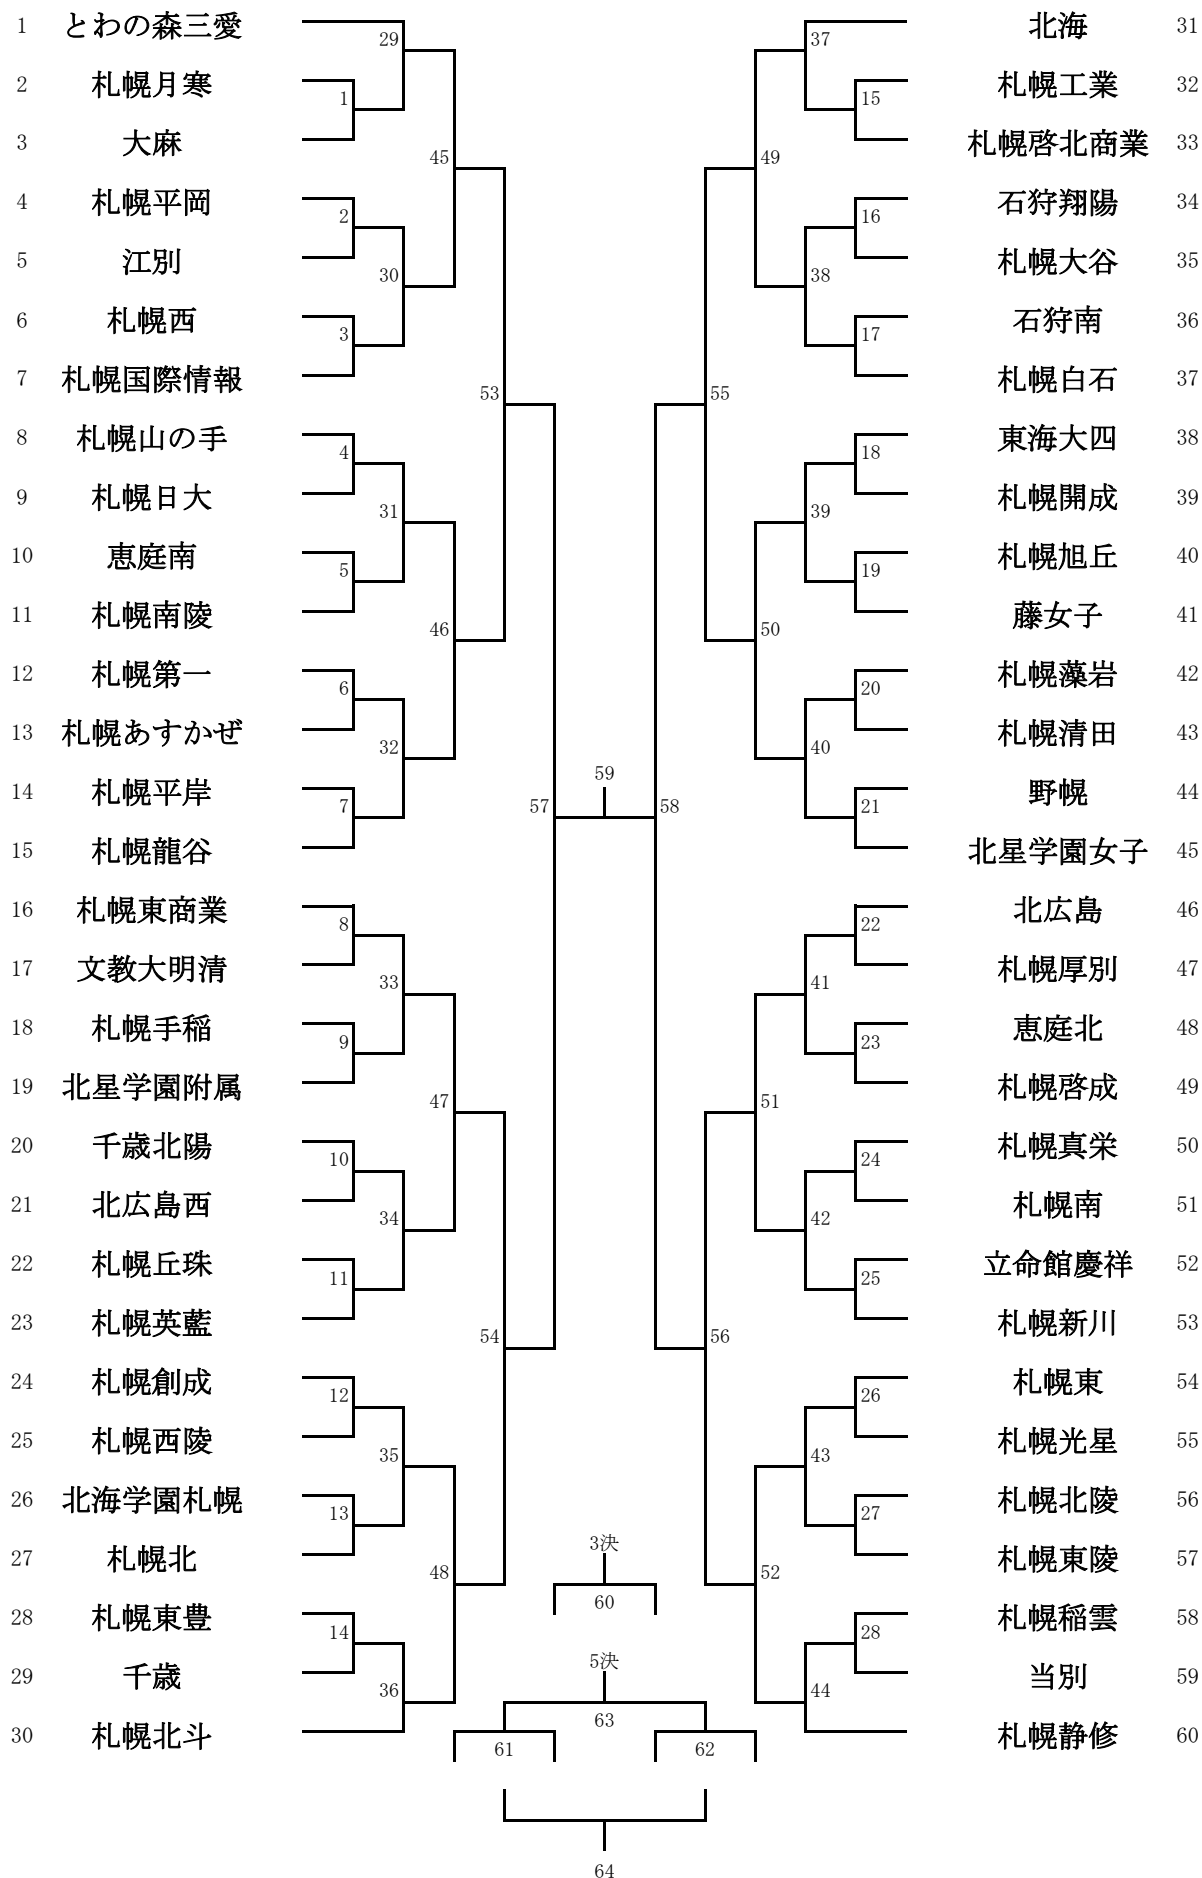 1 とわの森三愛
2 札幌月寒
3 大麻
4 札幌平岡
5 江別
6 札幌西
7 札幌国際情報
8 札幌山の手
9 札幌日大
10 恵庭南
11 札幌南陵
12 札幌第一
13 札幌あすかぜ
14 札幌平岸
15 札幌龍谷
16 札幌東商業
17 文教大明清
18 札幌手稲
19 北星学園附属
20 千歳北陽
21 北広島西
22 札幌丘珠
23 札幌英藍
24 札幌創成
25 札幌西陵
26 北海学園札幌
27 札幌北
28 札幌東豊
29 千歳
30 札幌北斗
1
2
3
4
5
6
7
8
9
10
11
12
13
14
29
30
31
32
33
34
35
36
45
46
47
48
53
54
57
59
58
3決
60
5決
63
61
62
64
55
56
49
50
51
52
37
38
39
40
41
42
43
44
15
16
17
18
19
20
21
22
23
24
25
26
27
28
北海 31
札幌工業 32
札幌啓北商業 33
石狩翔陽 34
札幌大谷 35
石狩南 36
札幌白石 37
東海大四 38
札幌開成 39
札幌旭丘 40
藤女子 41
札幌藻岩 42
札幌清田 43
野幌 44
北星学園女子 45
北広島 46
札幌厚別 47
恵庭北 48
札幌啓成 49
札幌真栄 50
札幌南 51
立命館慶祥 52
札幌新川 53
札幌東 54
札幌光星 55
札幌北陵 56
札幌東陵 57
札幌稲雲 58
当別 59
札幌静修 60